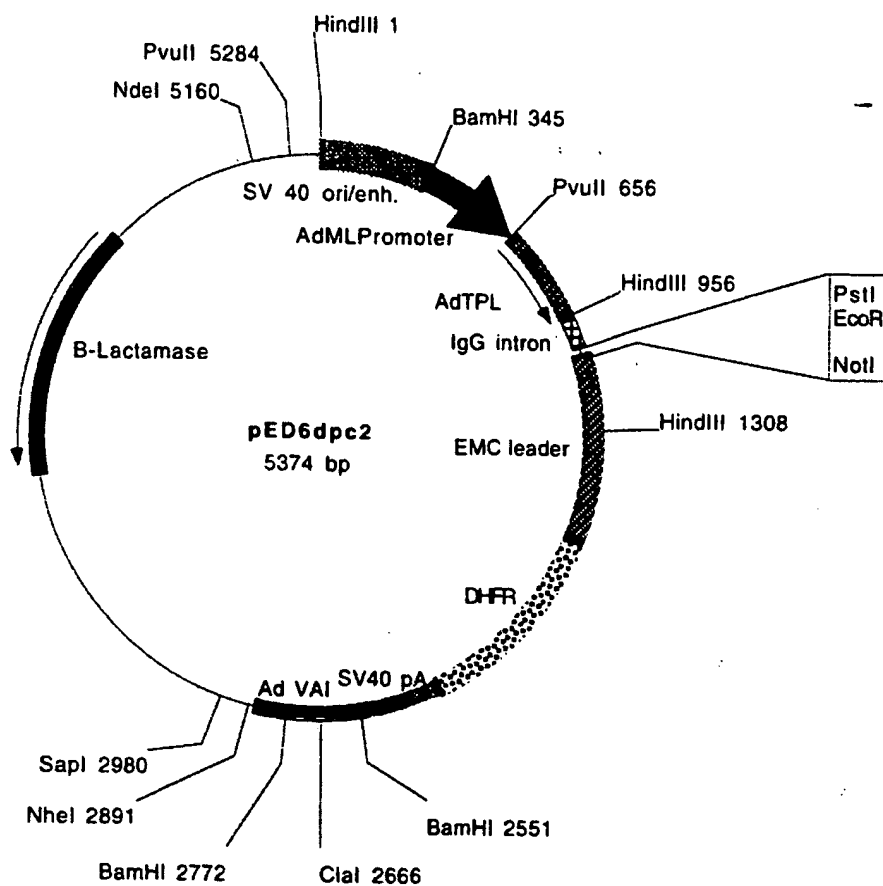 HindIII 1
PvuII 5284
NdeI 5160
BamHI 345
SV 40 ori/enh.
PvuII 656
AdMLPromoter
HindIII 956
AdTPL
PstI
EcoR
IgG intron
NotI
B-Lactamase
HindIII 1308
pED6dpc2
EMC leader
5374 bp
DHFR
Ad VAI
SV40 pA
SapI 2980
NheI 2891
BamHI 2551
BamHI 2772
ClaI 2666